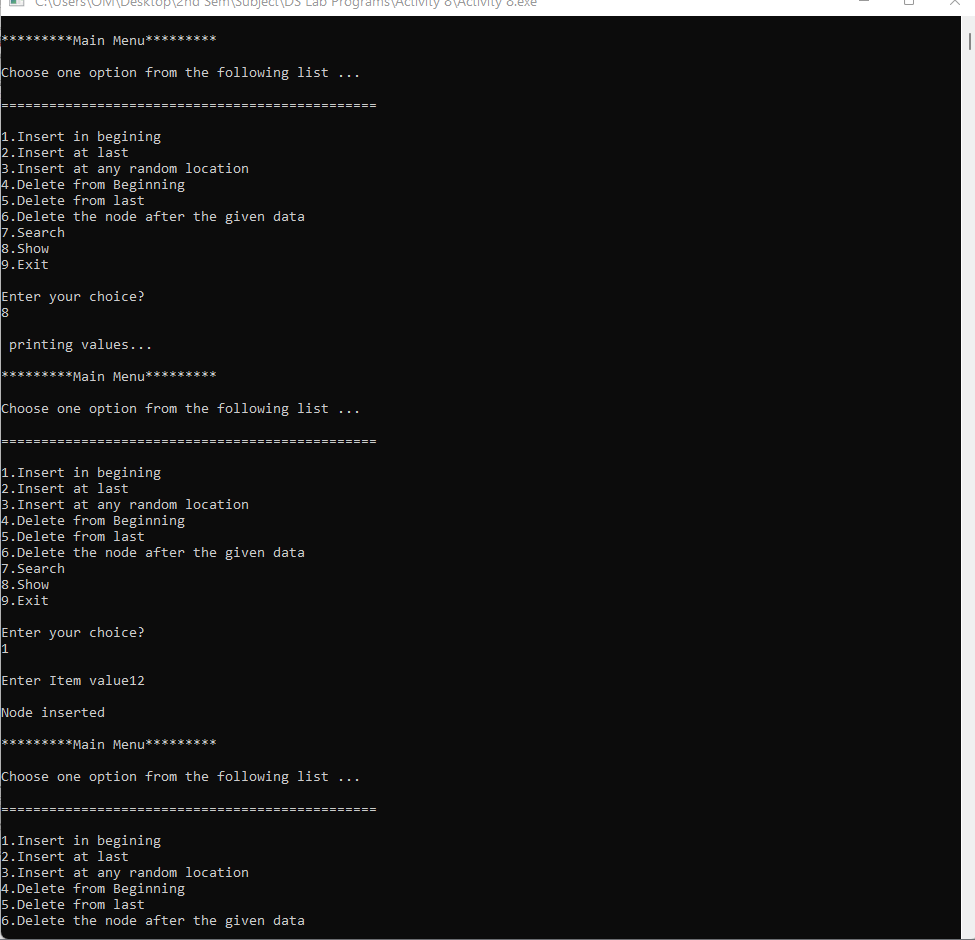 C:\Users\OM\Desktop\2nd Sem\Subject\DS Lab Programs\Activity 8\Activity 8.exe
*********Main Menu*********
Choose one option from the following list ...
===============================================
1.Insert in begining
2.Insert at last
3.Insert at any random location
4.Delete from Beginning
5.Delete from last
6.Delete the node after the given data
7.Search
8.Show
9.Exit
Enter your choice?
8
printing values...
*********Main Menu*********
Choose one option from the following list ...
===============================================
1.Insert in begining
2.Insert at last
3.Insert at any random location
4.Delete from Beginning
5.Delete from last
6.Delete the node after the given data
7.Search
8.Show
9.Exit
Enter your choice?
1
Enter Item value12
Node inserted
*********Main Menu*********
Choose one option from the following list ...
===============================================
1.Insert in begining
2.Insert at last
3.Insert at any random location
4.Delete from Beginning
5.Delete from last
6.Delete the node after the given data